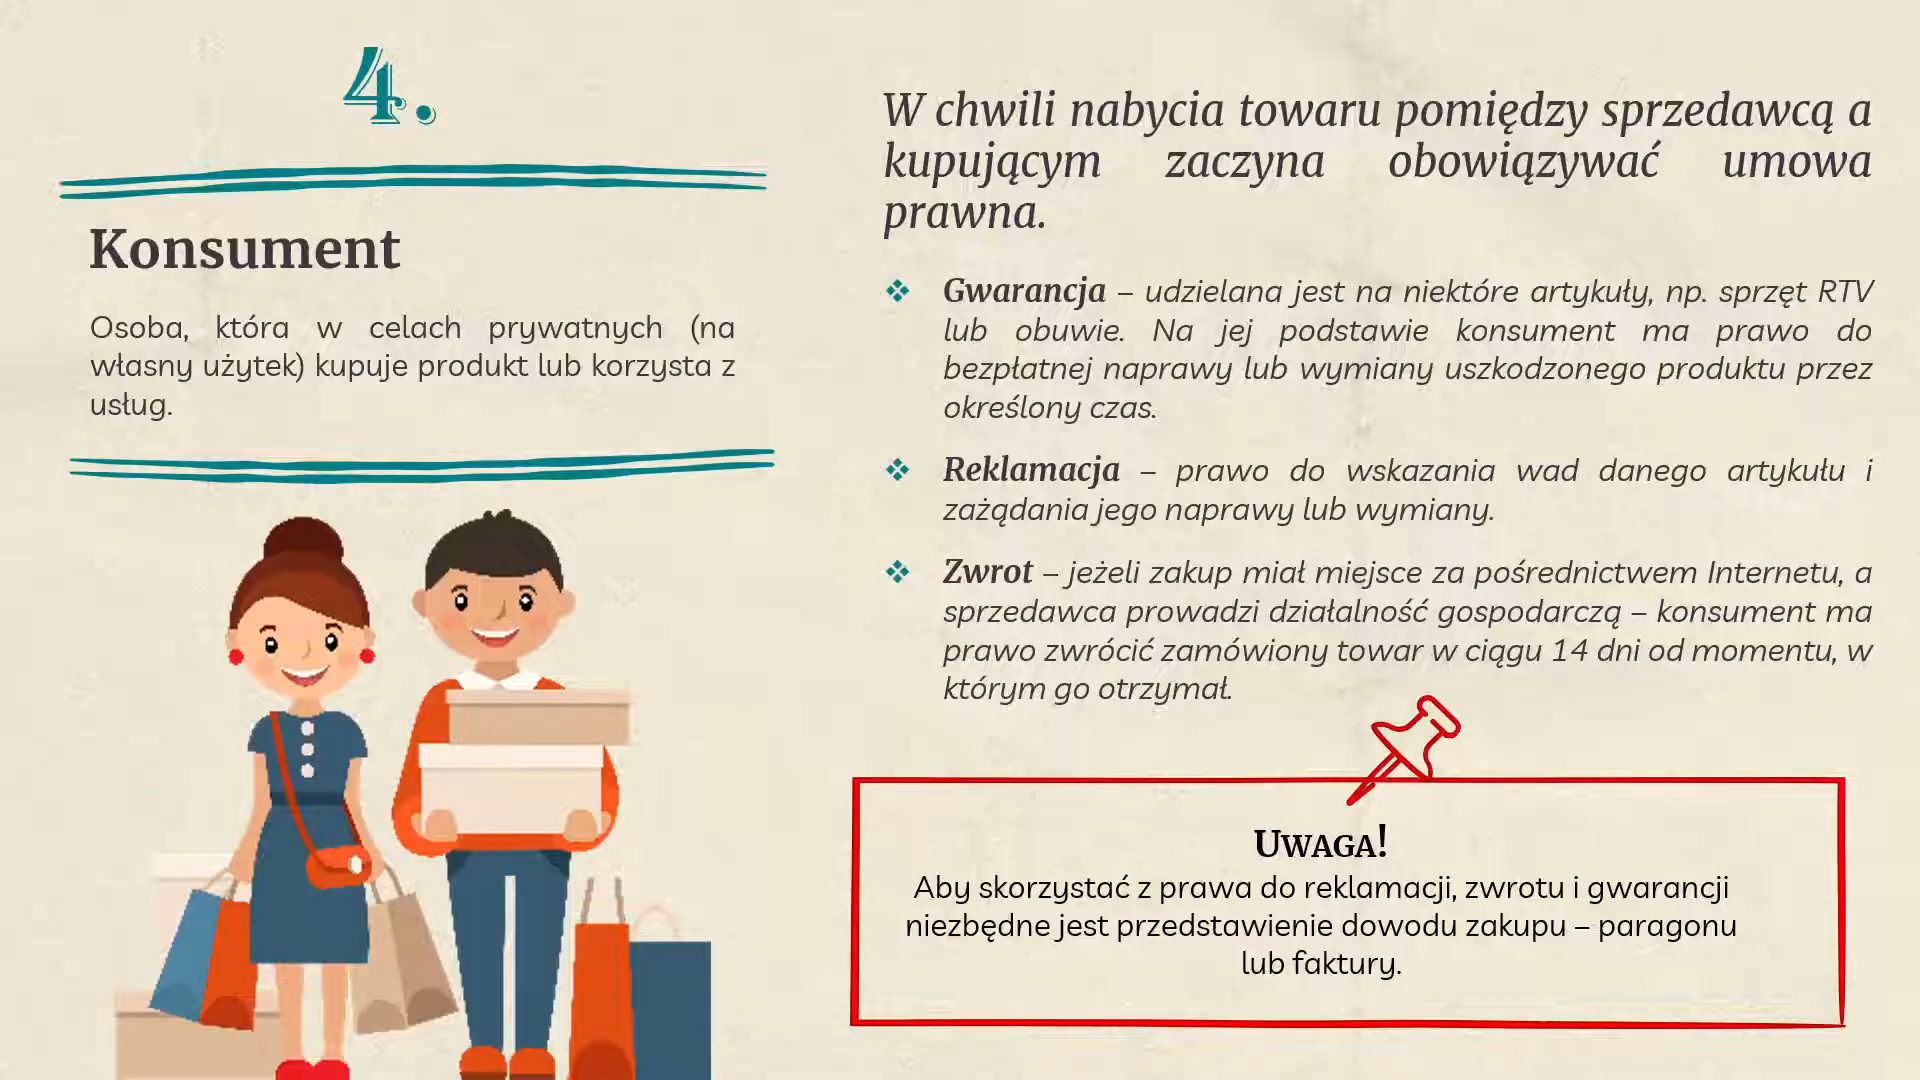 4.
Konsument
Osoba, która w celach prywatnych (na
własny użytek) kupuje produkt lub korzysta z
usług.
W chwili nabycia towaru pomiędzy sprzedawcą a
kupującym zaczyna obowiązywać umowa
prawna.
❖ Gwarancja – udzielana jest na niektóre artykuły, np. sprzęt RTV
lub obuwie. Na jej podstawie konsument ma prawo do
bezpłatnej naprawy lub wymiany uszkodzonego produktu przez
określony czas.
❖ Reklamacja – prawo do wskazania wad danego artykułu i
zażądania jego naprawy lub wymiany.
❖ Zwrot – jeżeli zakup miał miejsce za pośrednictwem Internetu, a
sprzedawca prowadzi działalność gospodarczą – konsument ma
prawo zwrócić zamówiony towar w ciągu 14 dni od momentu, w
którym go otrzymał.
UWAGA!
Aby skorzystać z prawa do reklamacji, zwrotu i gwarancji
niezbędne jest przedstawienie dowodu zakupu – paragonu
lub faktury.